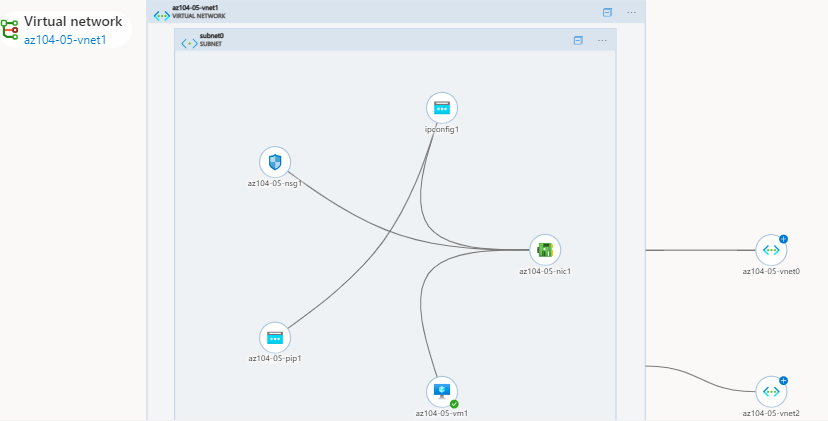 Virtual network
az104-05-vnet1
az104-05-vnet1
VIRTUAL NETWORK
subnet0
SUBNET
ipconfig1
az104-05-nsg1
az104-05-nic1
az104-05-vnet0
az104-05-pip1
az104-05-vm1
az104-05-vnet2